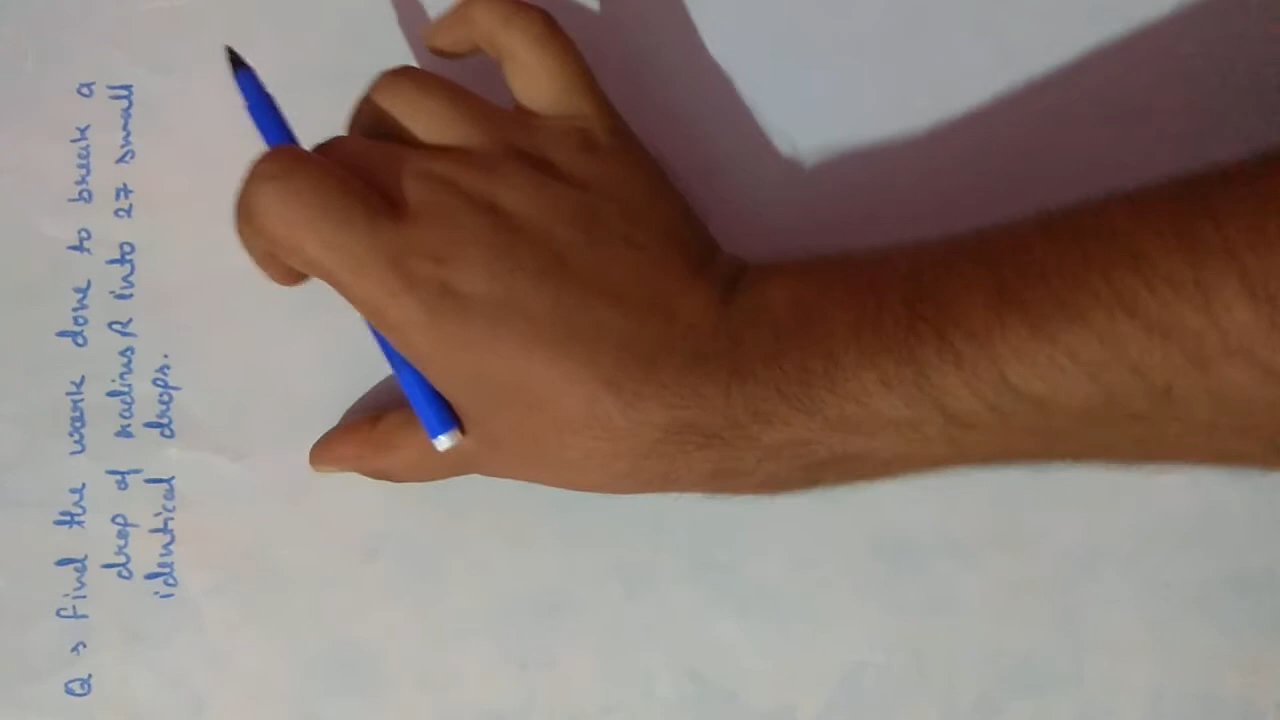 Q → find the work done to break a
drop of radius R into 27 small
identical drops.